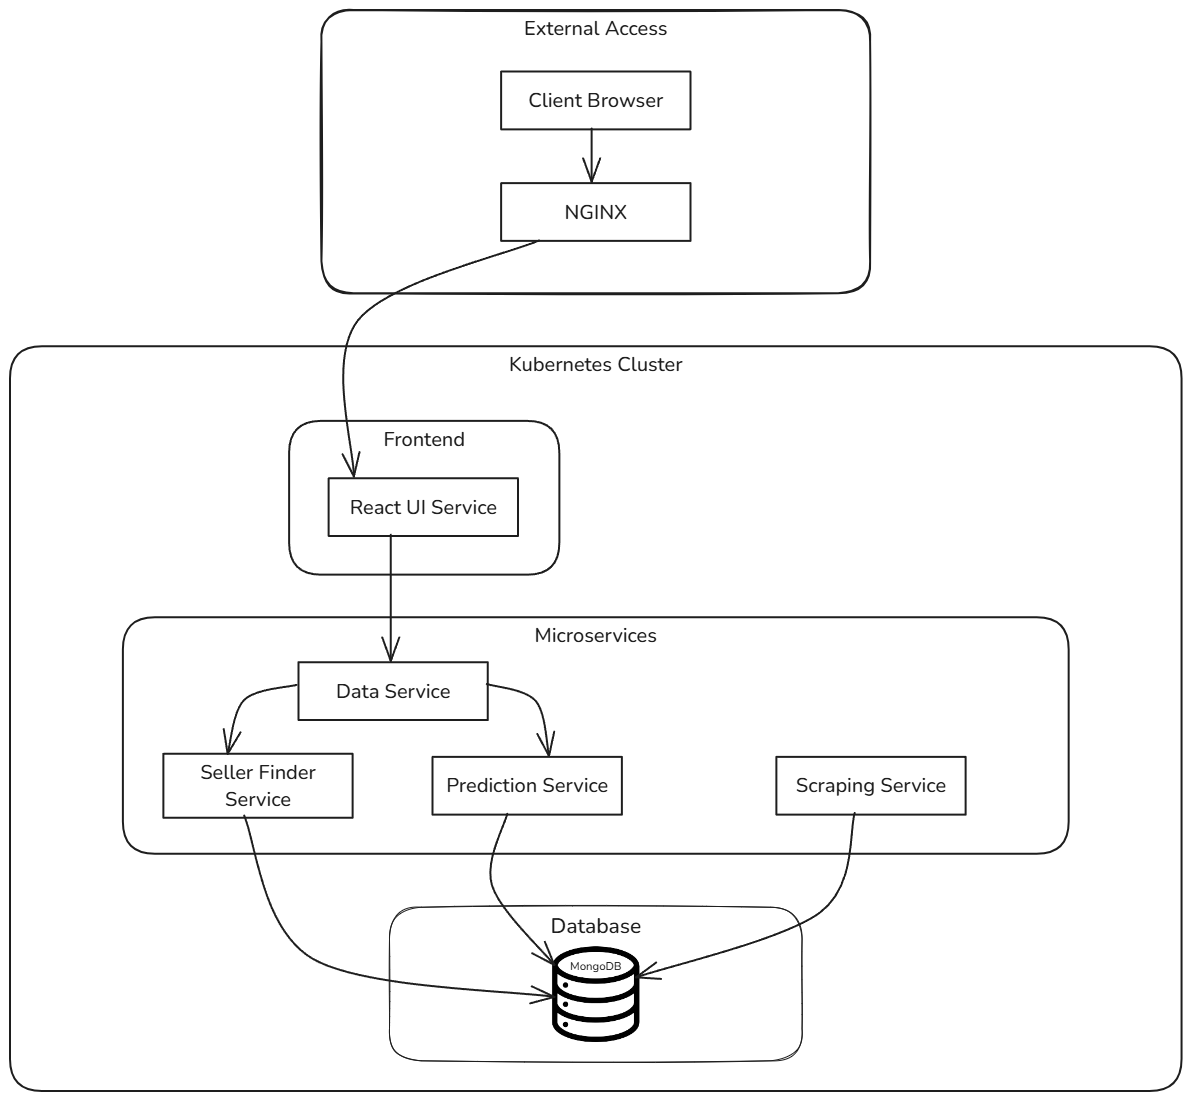 External Access
Client Browser
NGINX
Kubernetes Cluster
Frontend
React UI Service
Microservices
Data Service
Seller Finder
Service
Prediction Service
Scraping Service
Database
MongoDB